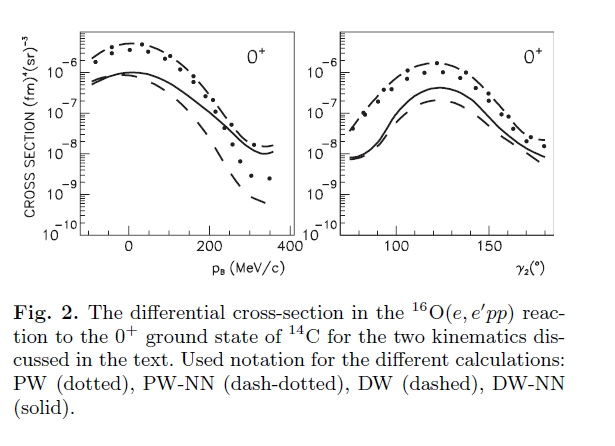 CROSS SECTION (fm)⁴(sr)⁻³
10⁻⁶
10⁻⁷
10⁻⁸
10⁻⁹
10⁻¹⁰
0⁺
0 200 400
p_B (MeV/c)
10⁻⁶
10⁻⁷
10⁻⁸
10⁻⁹
10⁻¹⁰
0⁺
100 150
γ₂(°)
Fig. 2. The differential cross-section in the ¹⁶O(e, e′pp) reac-
tion to the 0⁺ ground state of ¹⁴C for the two kinematics dis-
cussed in the text. Used notation for the different calculations:
PW (dotted), PW-NN (dash-dotted), DW (dashed), DW-NN
(solid).